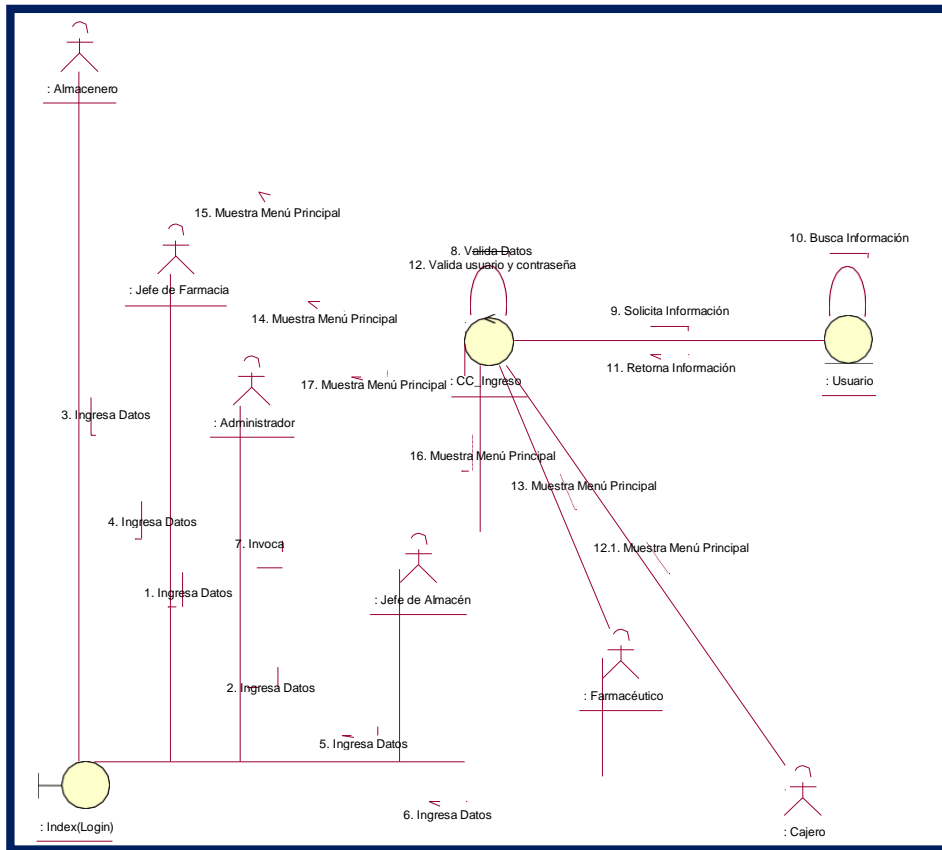 : Almacenero
15. Muestra Menú Principal
: Jefe de Farmacia
14. Muestra Menú Principal
8. Valida Datos
12. Valida usuario y contraseña
10. Busca Información
9. Solicita Información
11. Retorna Información
: CC_Ingreso
: Usuario
17. Muestra Menú Principal
: Administrador
3. Ingresa Datos
16. Muestra Menú Principal
13. Muestra Menú Principal
4. Ingresa Datos
7. Invoca
12.1. Muestra Menú Principal
1. Ingresa Datos
: Jefe de Almacén
2. Ingresa Datos
: Farmacéutico
5. Ingresa Datos
6. Ingresa Datos
: Index(Login)
: Cajero